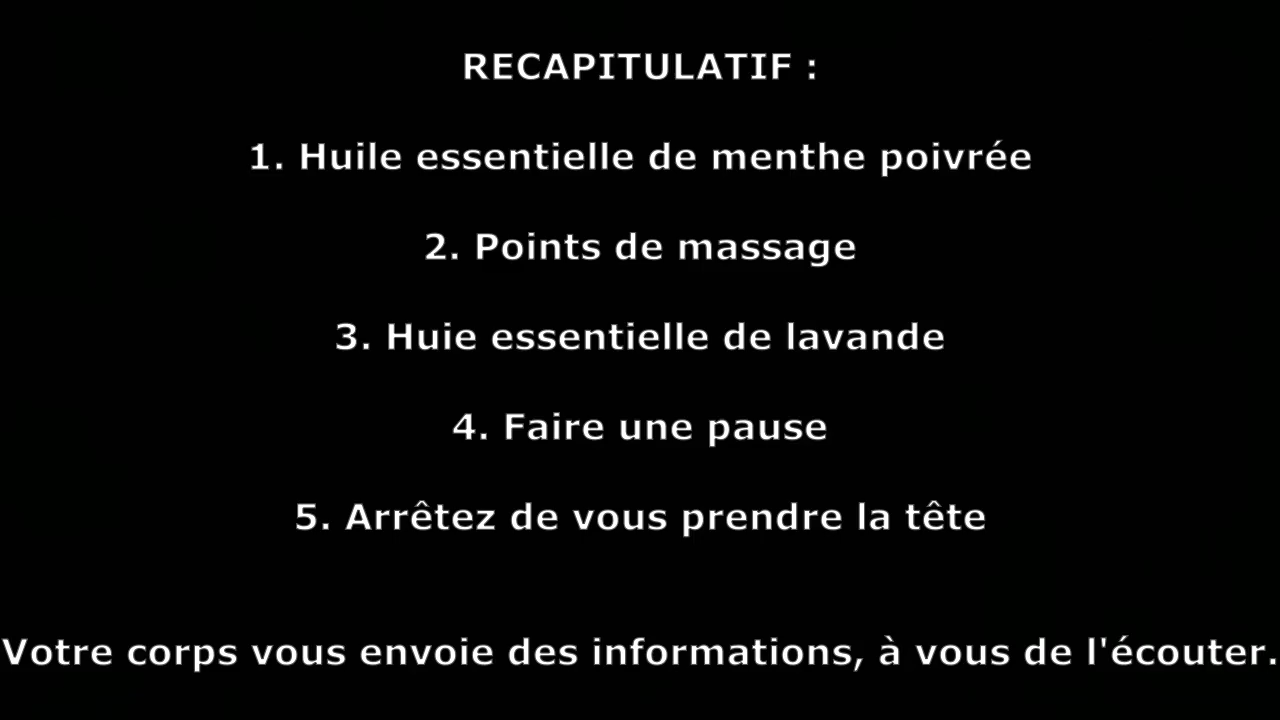 RECAPITULATIF :
1. Huile essentielle de menthe poivrée
2. Points de massage
3. Huie essentielle de lavande
4. Faire une pause
5. Arrêtez de vous prendre la tête
Votre corps vous envoie des informations, à vous de l'écouter.